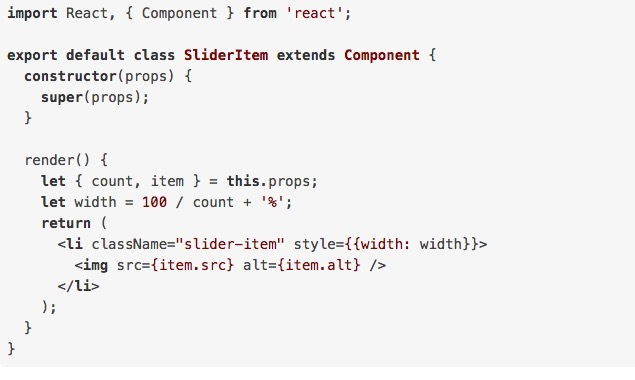 import React, { Component } from 'react';
export default class SliderItem extends Component {
constructor(props) {
super(props);
}
render() {
let { count, item } = this.props;
let width = 100 / count + '%';
return (
<li className="slider-item" style={{width: width}}>
<img src={item.src} alt={item.alt} />
</li>
);
}
}